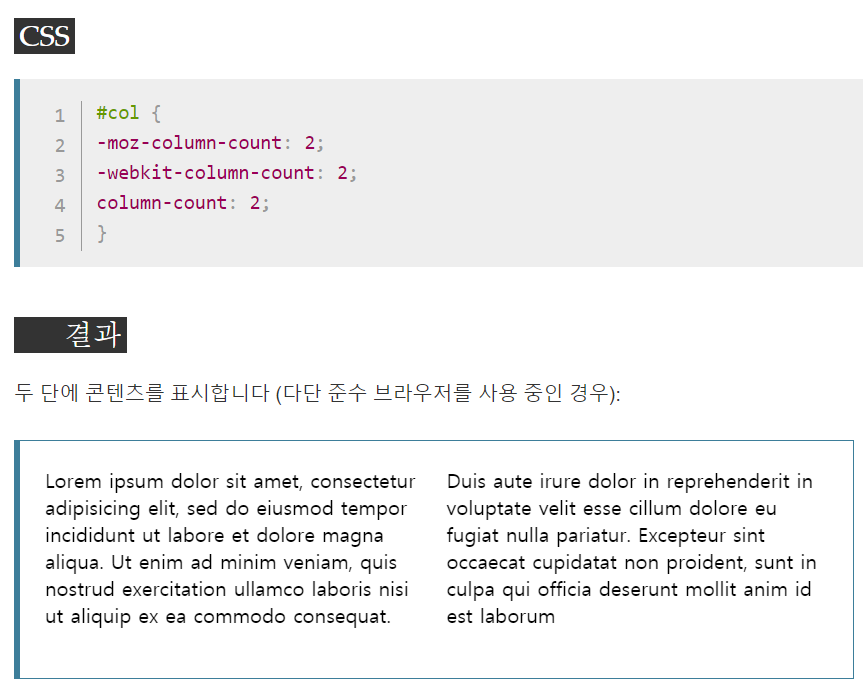 CSS
1 #col {
2 -moz-column-count: 2;
3 -webkit-column-count: 2;
4 column-count: 2;
5 }
결과
두 단에 콘텐츠를 표시합니다 (다단 준수 브라우저를 사용 중인 경우):
Lorem ipsum dolor sit amet, consectetur
adipisicing elit, sed do eiusmod tempor
incididunt ut labore et dolore magna
aliqua. Ut enim ad minim veniam, quis
nostrud exercitation ullamco laboris nisi
ut aliquip ex ea commodo consequat.
Duis aute irure dolor in reprehenderit in
voluptate velit esse cillum dolore eu
fugiat nulla pariatur. Excepteur sint
occaecat cupidatat non proident, sunt in
culpa qui officia deserunt mollit anim id
est laborum